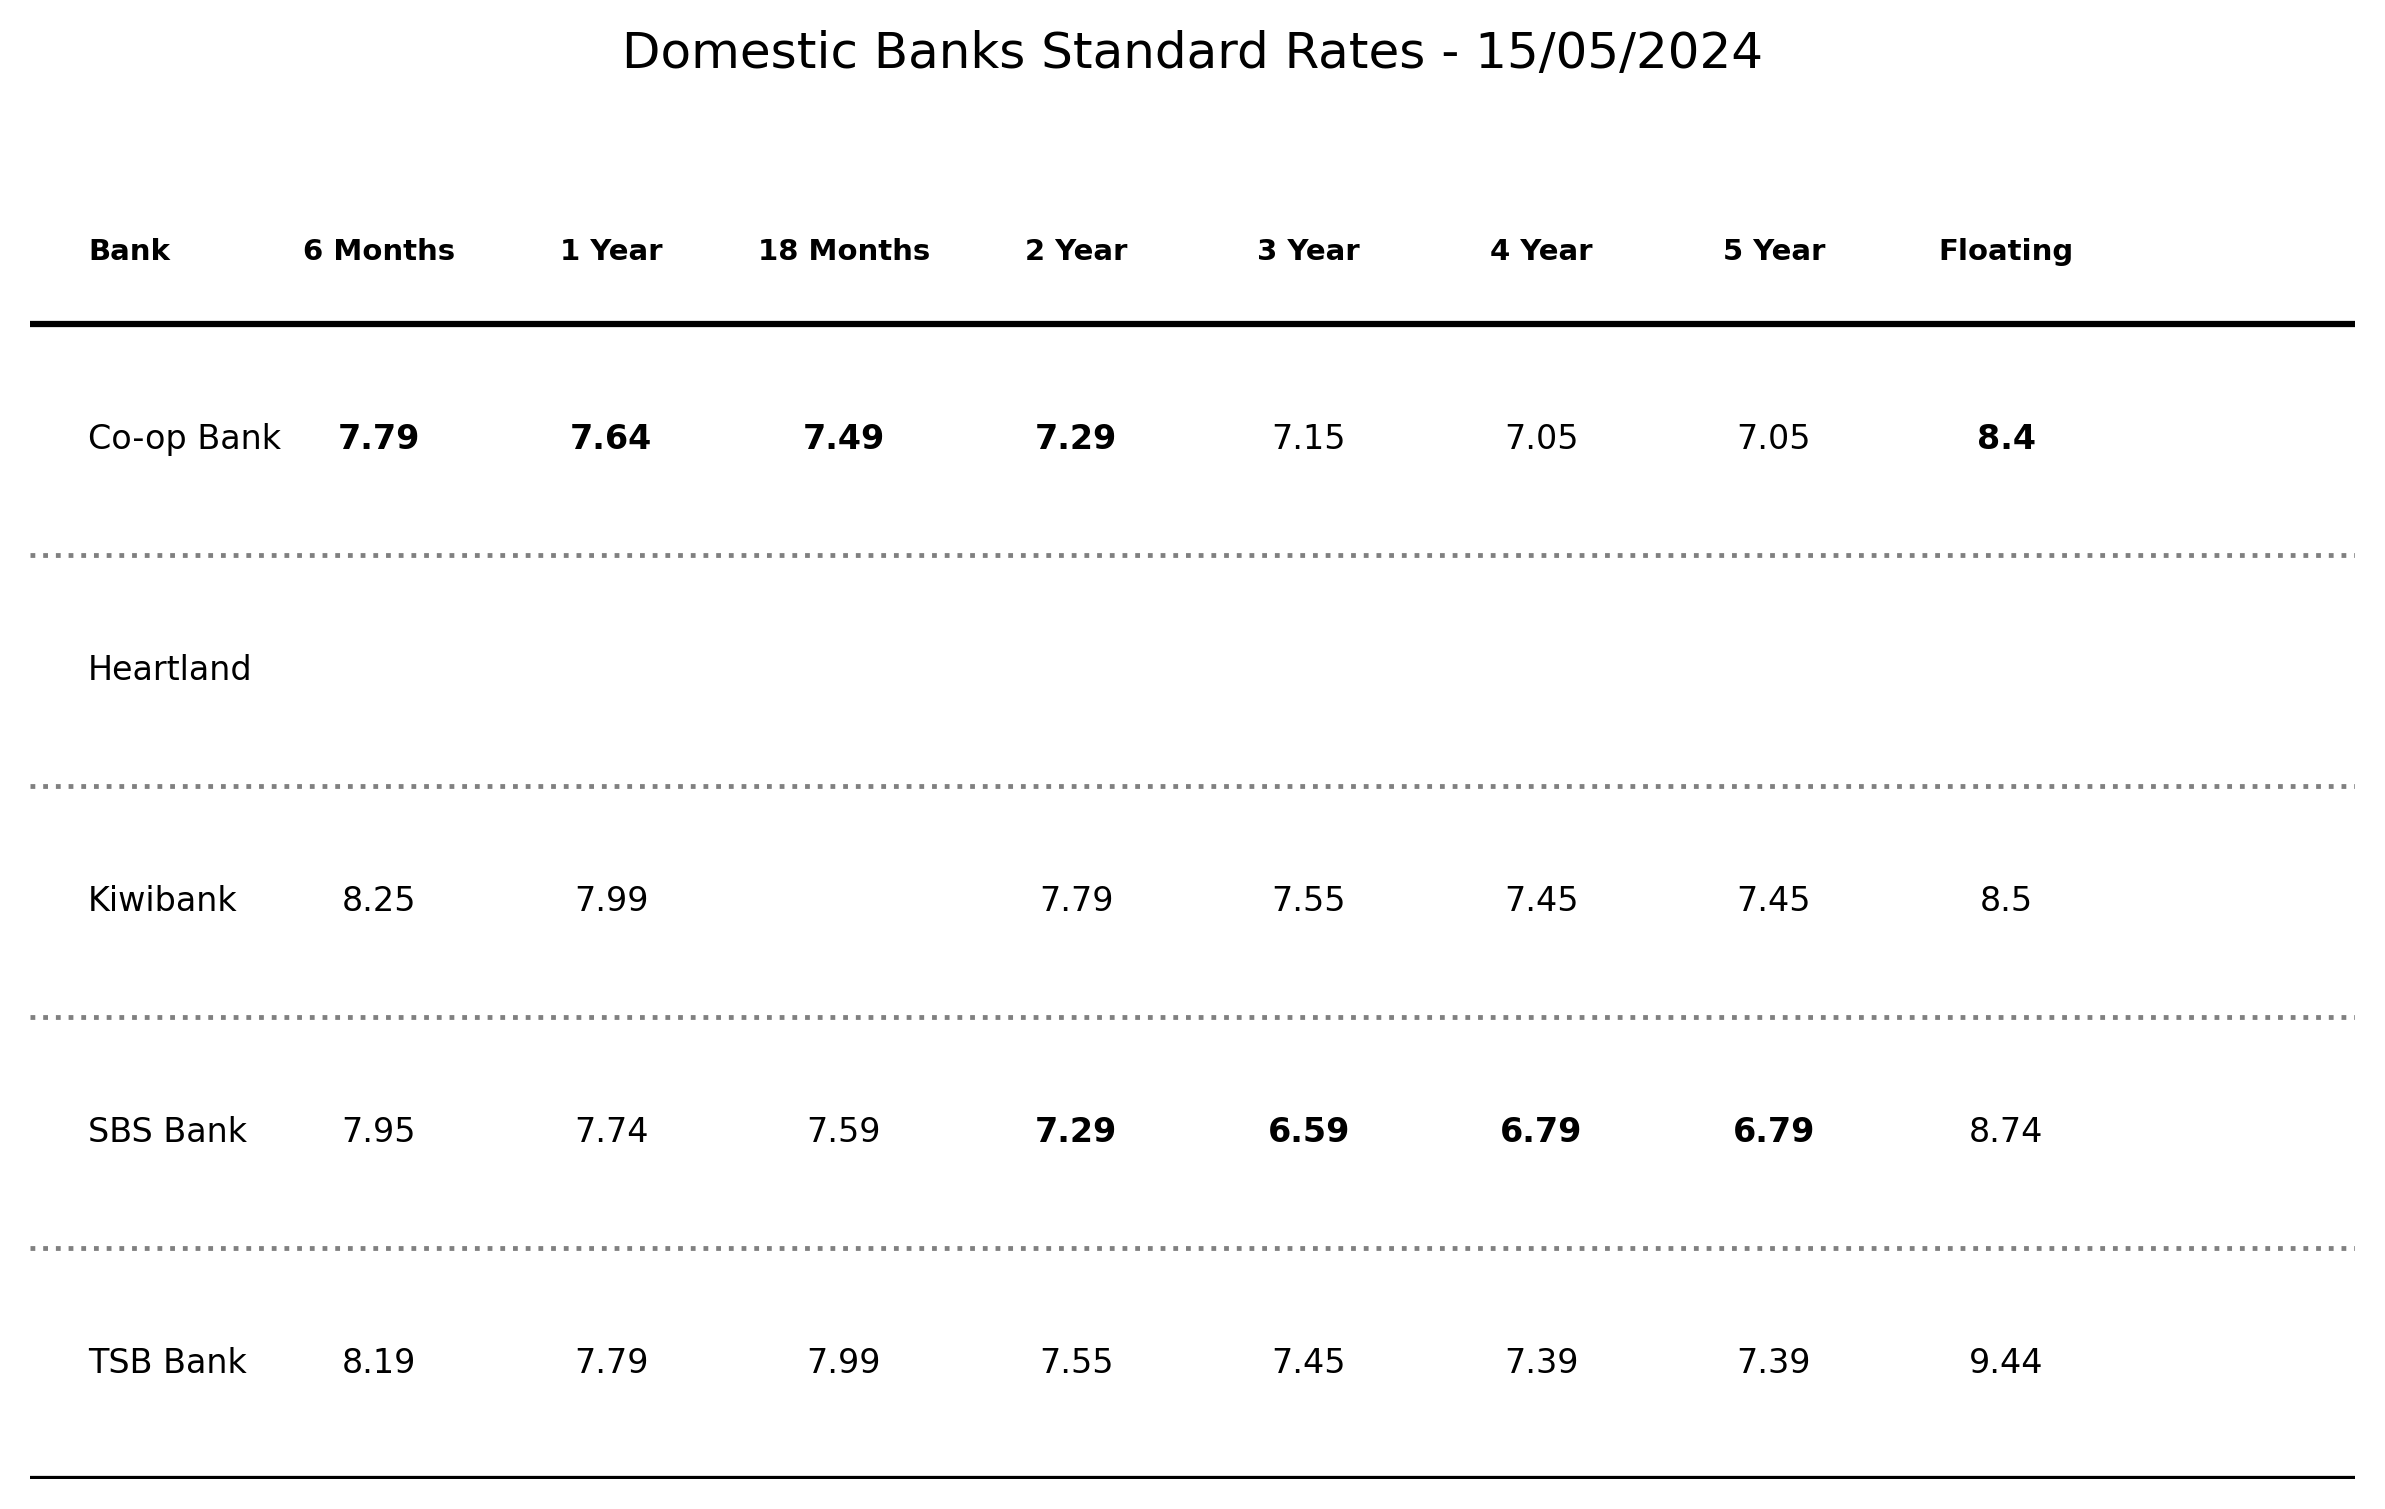 Domestic Banks Standard Rates - 15/05/2024
Bank 6 Months 1 Year 18 Months 2 Year 3 Year 4 Year 5 Year Floating
Co-op Bank 7.79 7.64 7.49 7.29 7.15 7.05 7.05 8.4
Heartland
Kiwibank 8.25 7.99 7.79 7.55 7.45 7.45 8.5
SBS Bank 7.95 7.74 7.59 7.29 6.59 6.79 6.79 8.74
TSB Bank 8.19 7.79 7.99 7.55 7.45 7.39 7.39 9.44